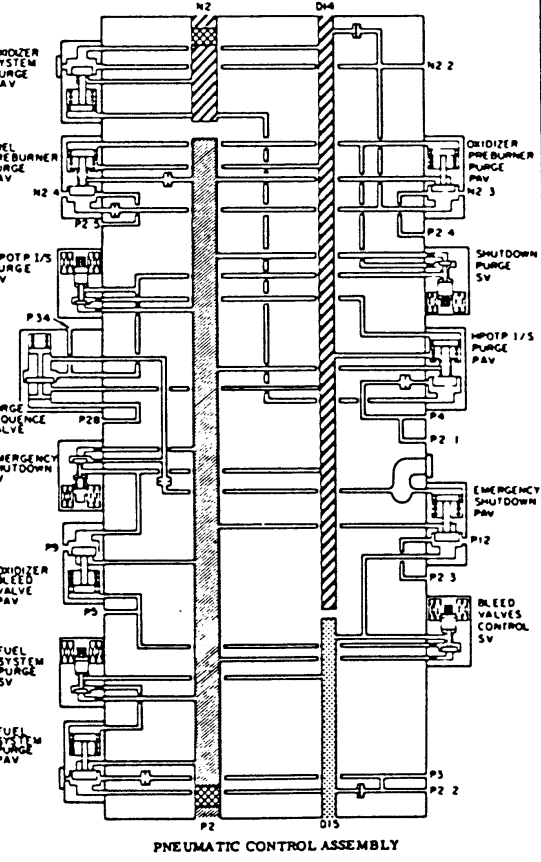 N2
D14
OXIDIZER
SYSTEM
PURGE
PAV
N2 2
FUEL
PREBURNER
PURGE
PAV
N2 4
P2 5
OXIDIZER
PREBURNER
PURGE
PAV
N2 3
P2 4
HPOTP I/S
PURGE
SHUTDOWN
PURGE
SV
P34
HPOTP I/S
PURGE
PAV
PURGE
SEQUENCE
VALVE
P28
P4
P2 1
EMERGENCY
SHUTDOWN
EMERGENCY
SHUTDOWN
PAV
P9
P12
OXIDIZER
BLEED
VALVE
PAV
P5
P2 3
BLEED
VALVES
CONTROL
SV
FUEL
SYSTEM
PURGE
SV
FUEL
SYSTEM
PURGE
PAV
P3
P2 2
P2
D15
PNEUMATIC CONTROL ASSEMBLY